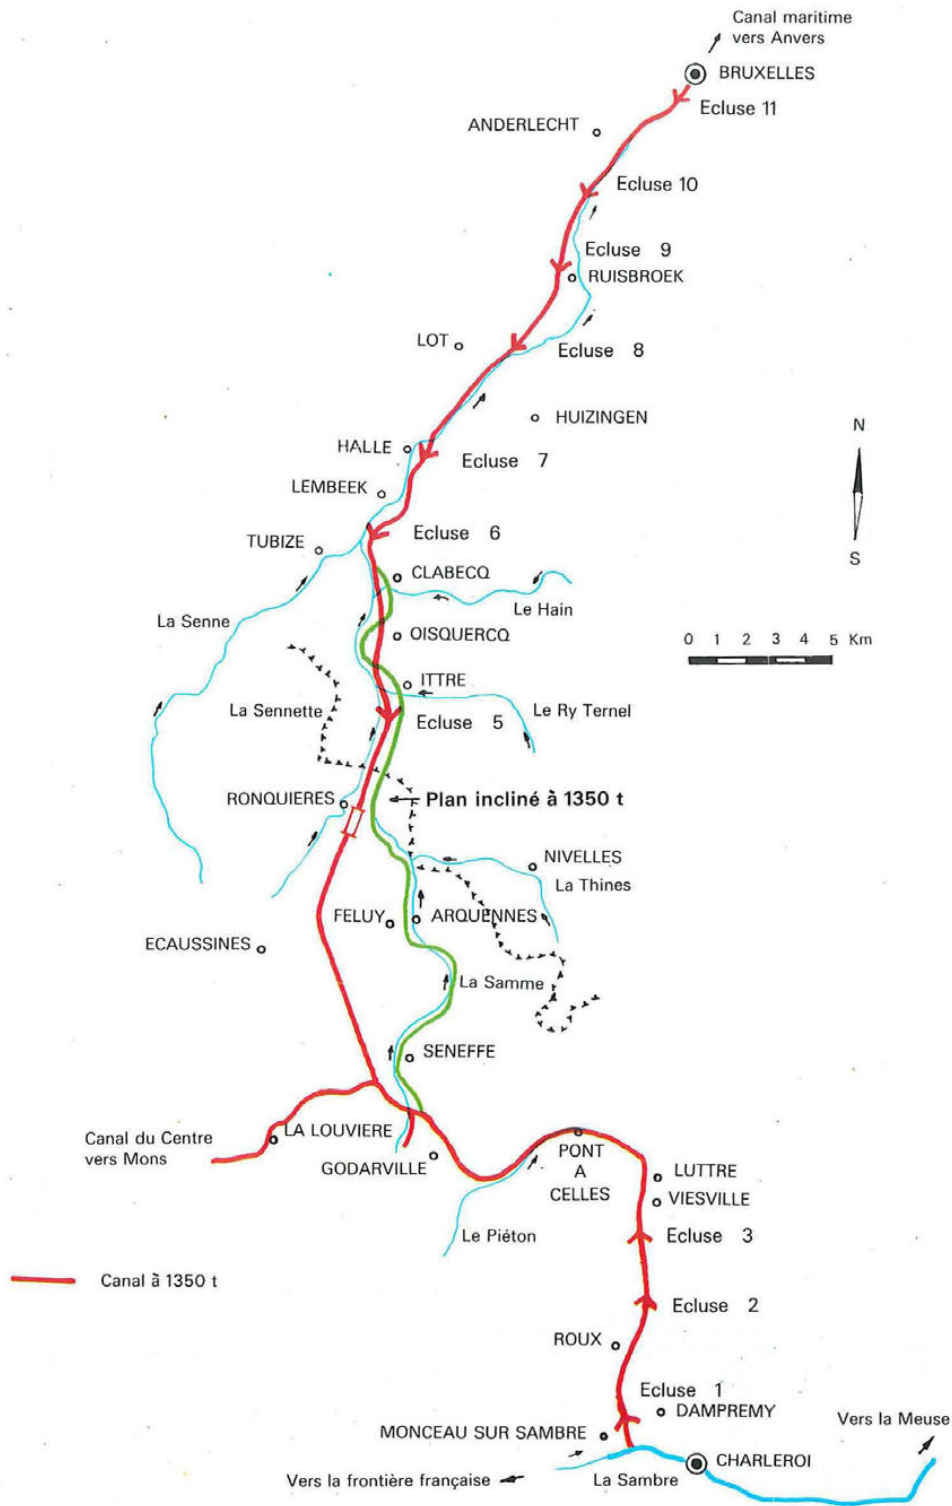 Canal maritime
vers Anvers
BRUXELLES
Ecluse 11
ANDERLECHT
Ecluse 10
Ecluse 9
RUISBROEK
LOT
Ecluse 8
HUIZINGEN
HALLE
Ecluse 7
N
LEMBEEK
Ecluse 6
TUBIZE
S
CLABECQ
Le Hain
La Senne
OISQUERCQ
0 1 2 3 4 5 Km
ITTRE
La Sennette
Ecluse 5
Le Ry Ternel
RONQUIERES
Plan incliné à 1350 t
NIVELLES
La Thines
FELUY
ARQUENNES
ECAUSSINES
La Samme
SENEFFE
Canal du Centre
vers Mons
LA LOUVIERE
GODARVILLE
PONT
A
CELLES
LUTTRE
VIESVILLE
Le Piéton
Ecluse 3
Canal à 1350 t
Ecluse 2
ROUX
Ecluse 1
DAMPREMY
MONCEAU SUR SAMBRE
Vers la Meuse
CHARLEROI
Vers la frontière française
La Sambre